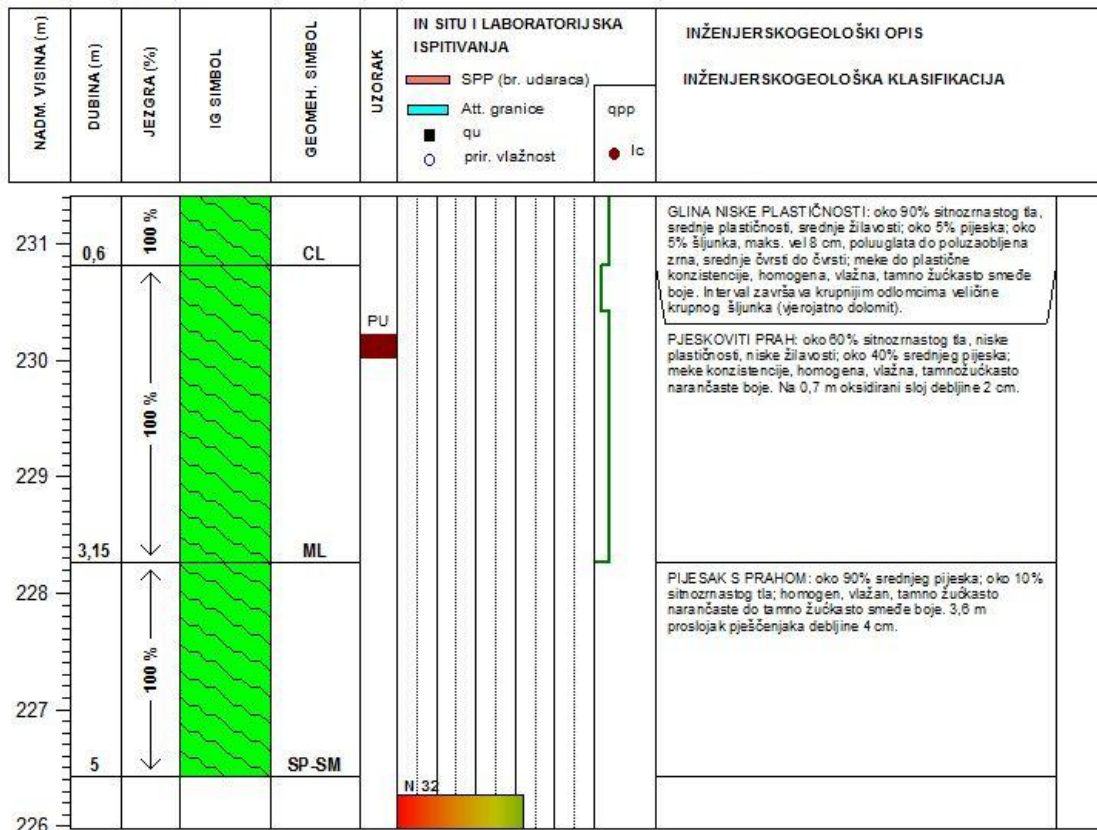 NADM. VISINA (m)
DUBINA (m)
JEZGRA (%)
IG SIMBOL
GEOMEH. SIMBOL
UZORAK
IN SITU I LABORATORIJSKA
ISPITIVANJA
SPP (br. udaraca)
Att. granice
qu
prir. vlažnost
qpp
Ic
INŽENJERSKOGEOLOŠKI OPIS
INŽENJERSKOGEOLOŠKA KLASIFIKACIJA
231
0,6
100 %
CL
GLINA NISKE PLASTIČNOSTI: oko 90% sitnozrnastog tla,
srednje plastičnosti, srednje žilavosti; oko 5% pijeska; oko
5% šljunka, maks. vel 8 cm, poluuglata do poluzaobljena
zrna, srednje čvrsti do čvrsti; meke do plastične
konzistencije, homogena, vlažna, tamno žućkasto smeđe
boje. Interval završava krupnijim odlomcima veličine
krupnog šljunka (vjerojatno dolomit).
PU
230
PJESKOVITI PRAH: oko 60% sitnozrnastog tla, niske
plastičnosti, niske žilavosti; oko 40% srednjeg pijeska;
meke konzistencije, homogena, vlažna, tamnožućkasto
narančaste boje. Na 0,7 m oksidirani sloj debljine 2 cm.
100 %
229
3,15
ML
228
PIJESAK S PRAHOM: oko 90% srednjeg pijeska; oko 10%
sitnozrnastog tla; homogen, vlažan, tamno žućkasto
narančaste do tamno žućkasto smeđe boje. 3,6 m
proslojak pješčenjaka debljine 4 cm.
100 %
227
5
SP-SM
N 32
226